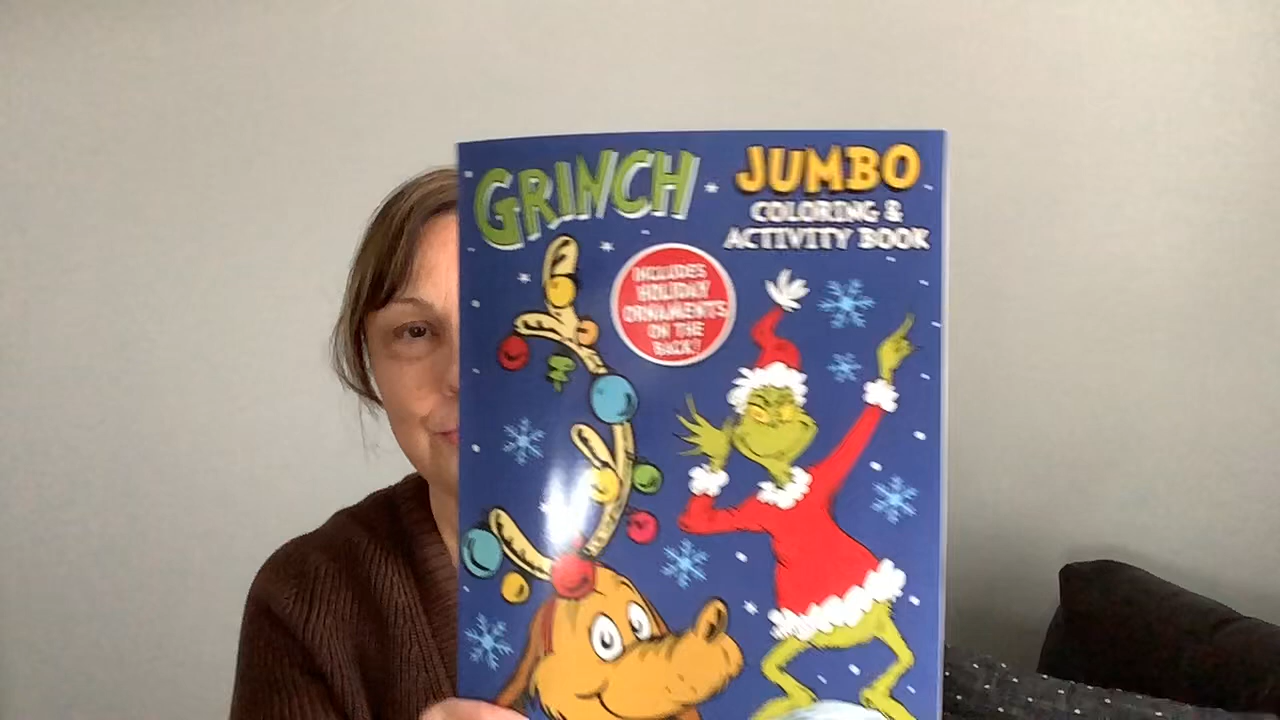 GRINCH
JUMBO
COLORING &
ACTIVITY BOOK
INCLUDES
HOLIDAY
ORNAMENTS
ON THE
BACK!